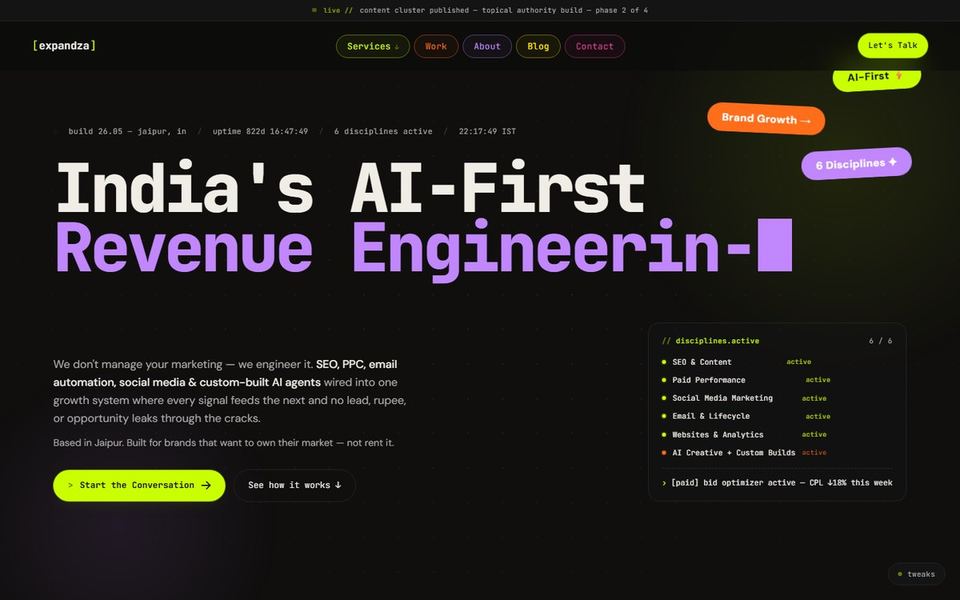 live // content cluster published — topical authority build — phase 2 of 4
[expandza]
Services ↓
Work
About
Blog
Contact
Let's Talk
AI-First
Brand Growth →
6 Disciplines ✦
build 26.05 — jaipur, in / uptime 822d 16:47:49 / 6 disciplines active / 22:17:49 IST
India's AI-First
Revenue Engineerin-
We don't manage your marketing — we engineer it. SEO, PPC, email
automation, social media & custom-built AI agents wired into one
growth system where every signal feeds the next and no lead, rupee,
or opportunity leaks through the cracks.
Based in Jaipur. Built for brands that want to own their market — not rent it.
> Start the Conversation →
See how it works ↓
// disciplines.active 6 / 6
SEO & Content active
Paid Performance active
Social Media Marketing active
Email & Lifecycle active
Websites & Analytics active
AI Creative + Custom Builds active
› [paid] bid optimizer active — CPL ↓18% this week
tweaks